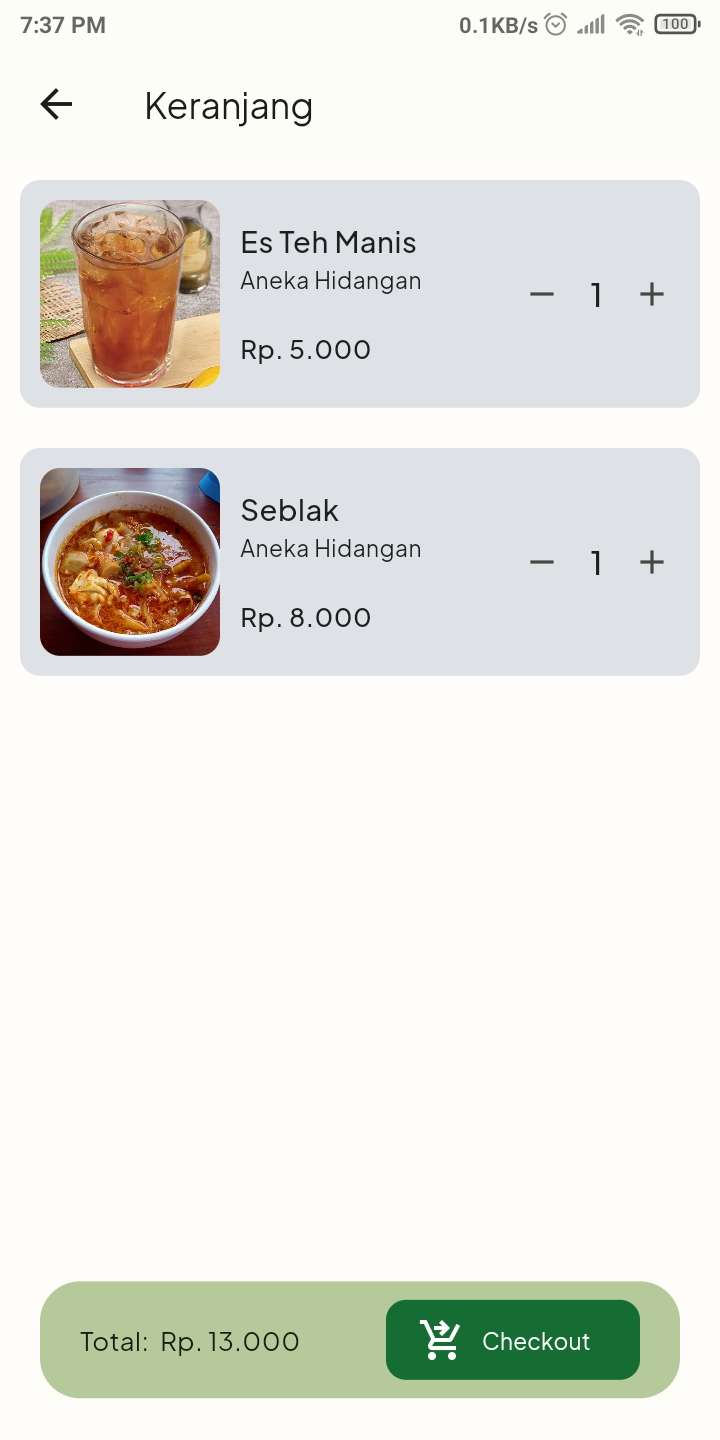 7:37 PM 0.1KB/s 100
Keranjang
Es Teh Manis
Aneka Hidangan
1
Rp. 5.000
Seblak
Aneka Hidangan
1
Rp. 8.000
Total: Rp. 13.000 Checkout